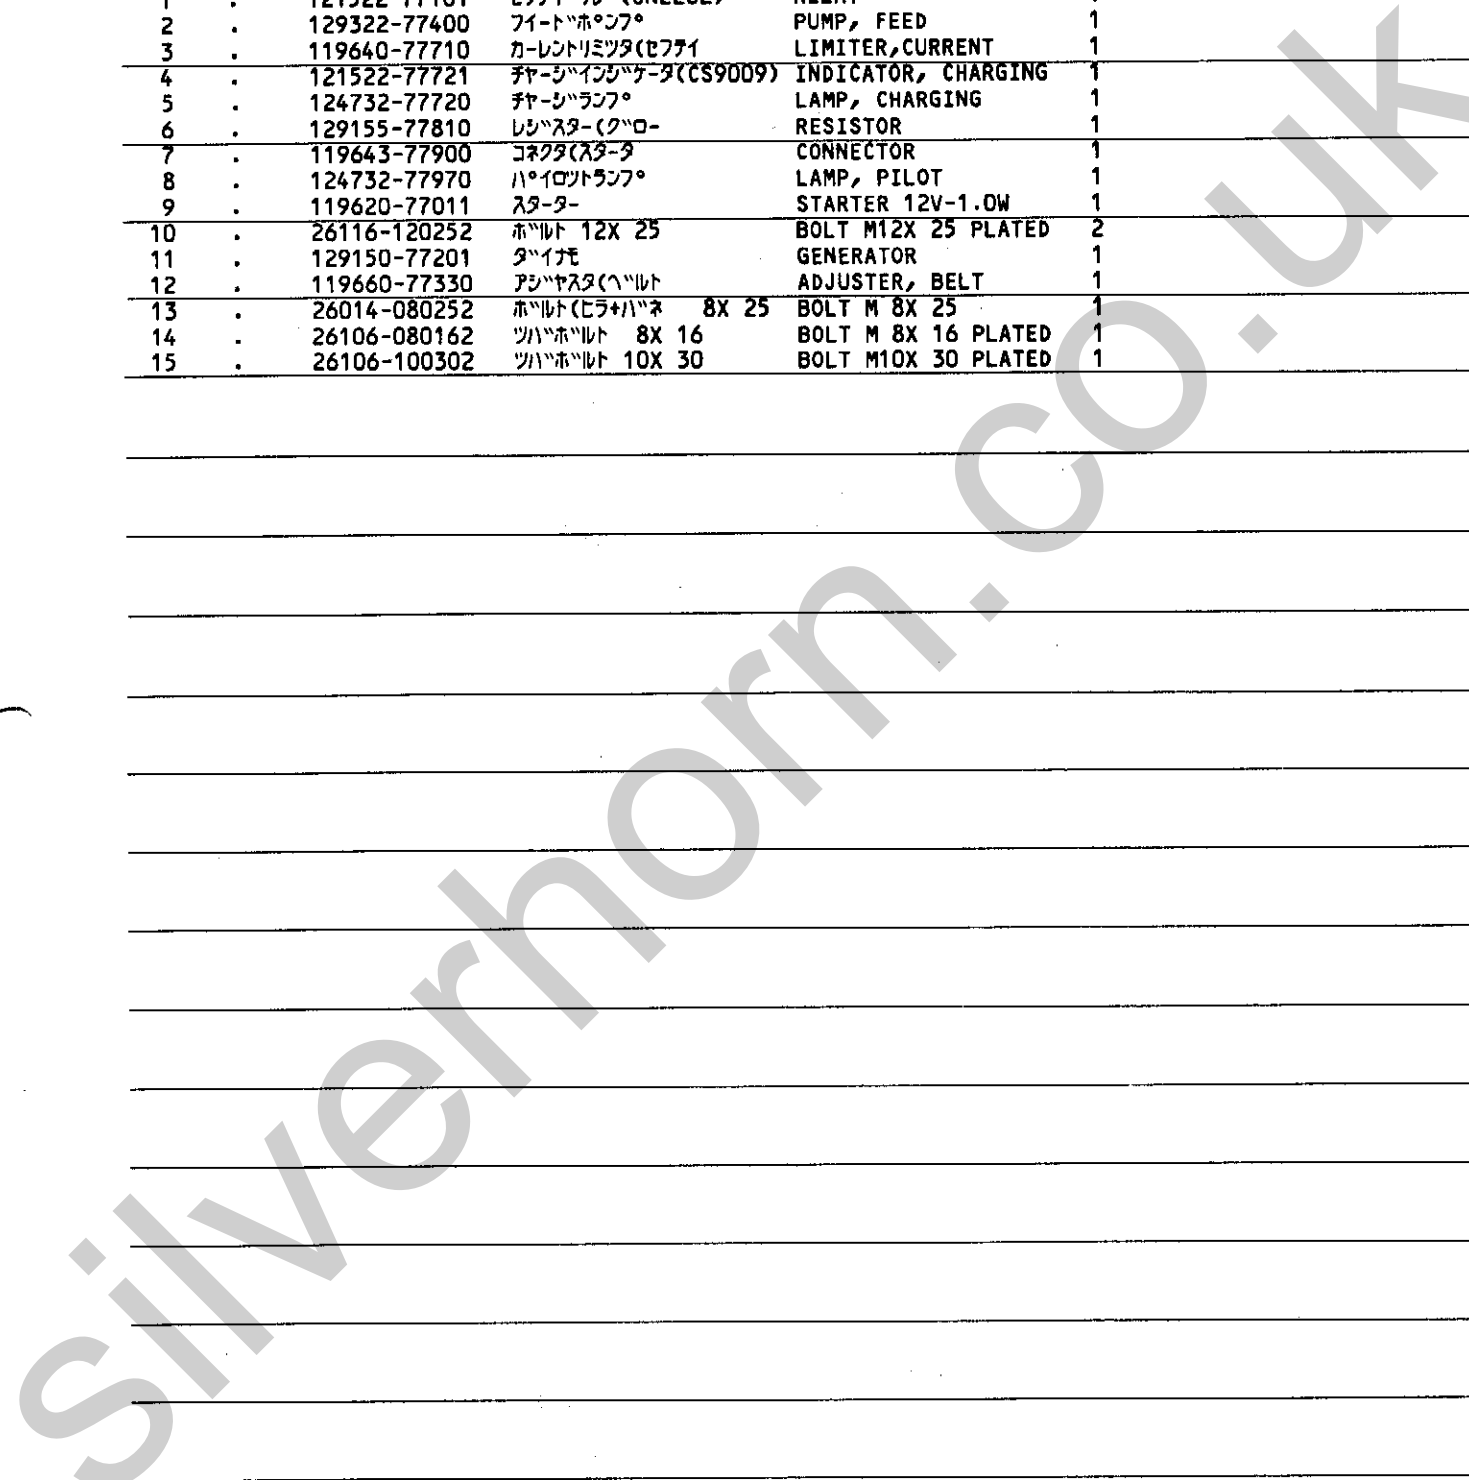 2 . 129322-77400 フイード゛ホ゜ンプ PUMP, FEED 1
3 . 119640-77710 カーレントリミツタ(セフテイ LIMITER,CURRENT 1
4 . 121522-77721 チヤージ゛インジ゛ケータ(CS9009) INDICATOR, CHARGING 1
5 . 124732-77720 チヤージランプ LAMP, CHARGING 1
6 . 129155-77810 レジ゛スター(グ゛ロー RESISTOR 1
7 . 119643-77900 コネクタ(スタータ CONNECTOR 1
8 . 124732-77970 パイロツトランプ LAMP, PILOT 1
9 . 119620-77011 スターター STARTER 12V-1.0W 1
10 . 26116-120252 ボルト 12X 25 BOLT M12X 25 PLATED 2
11 . 129150-77201 ダイナモ GENERATOR 1
12 . 119660-77330 アジヤスタ(ベルト ADJUSTER, BELT 1
13 . 26014-080252 ボルト(ヒラ+バネ 8X 25 BOLT M 8X 25 1
14 . 26106-080162 ツバボルト 8X 16 BOLT M 8X 16 PLATED 1
15 . 26106-100302 ツバボルト 10X 30 BOLT M10X 30 PLATED 1
silverhorn.co.uk